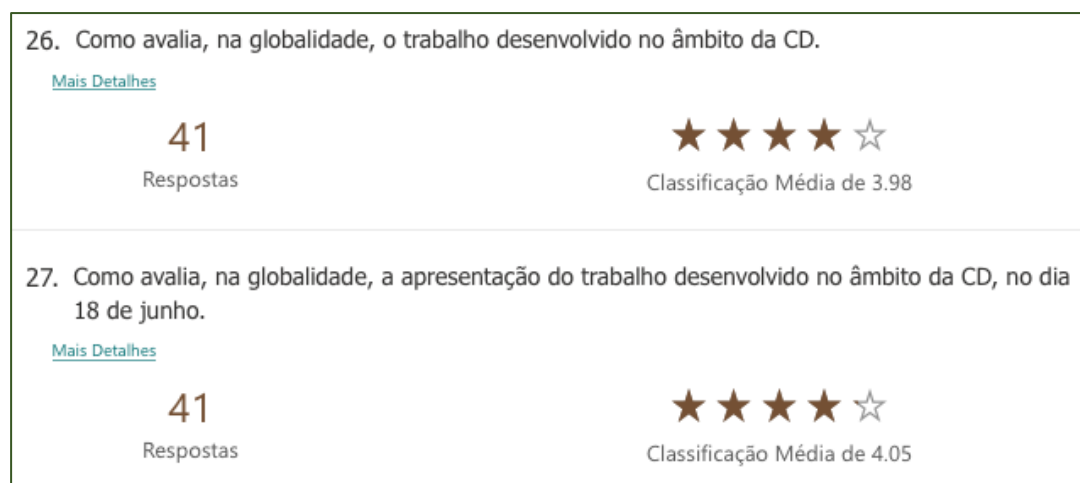 26. Como avalia, na globalidade, o trabalho desenvolvido no âmbito da CD.
Mais Detalhes
41
Respostas
Classificação Média de 3.98
27. Como avalia, na globalidade, a apresentação do trabalho desenvolvido no âmbito da CD, no dia
18 de junho.
Mais Detalhes
41
Respostas
Classificação Média de 4.05